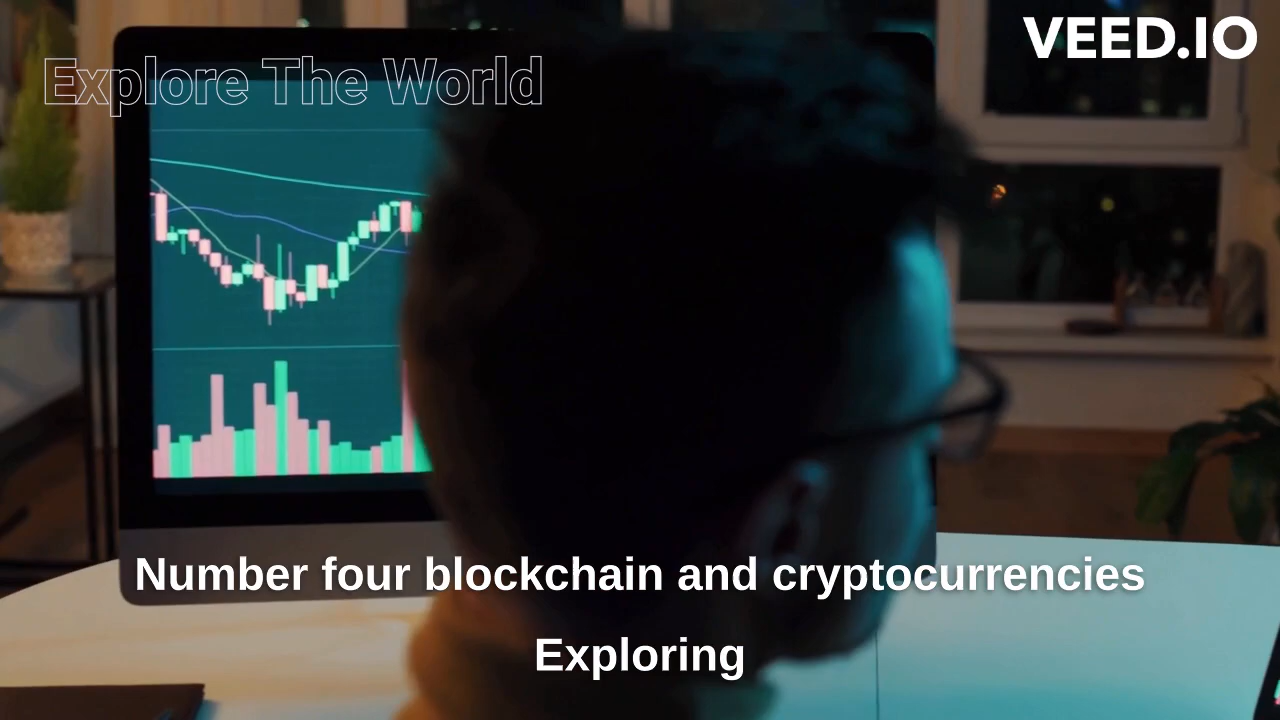 VEED.IO
Explore The World
Number four blockchain and cryptocurrencies
Exploring